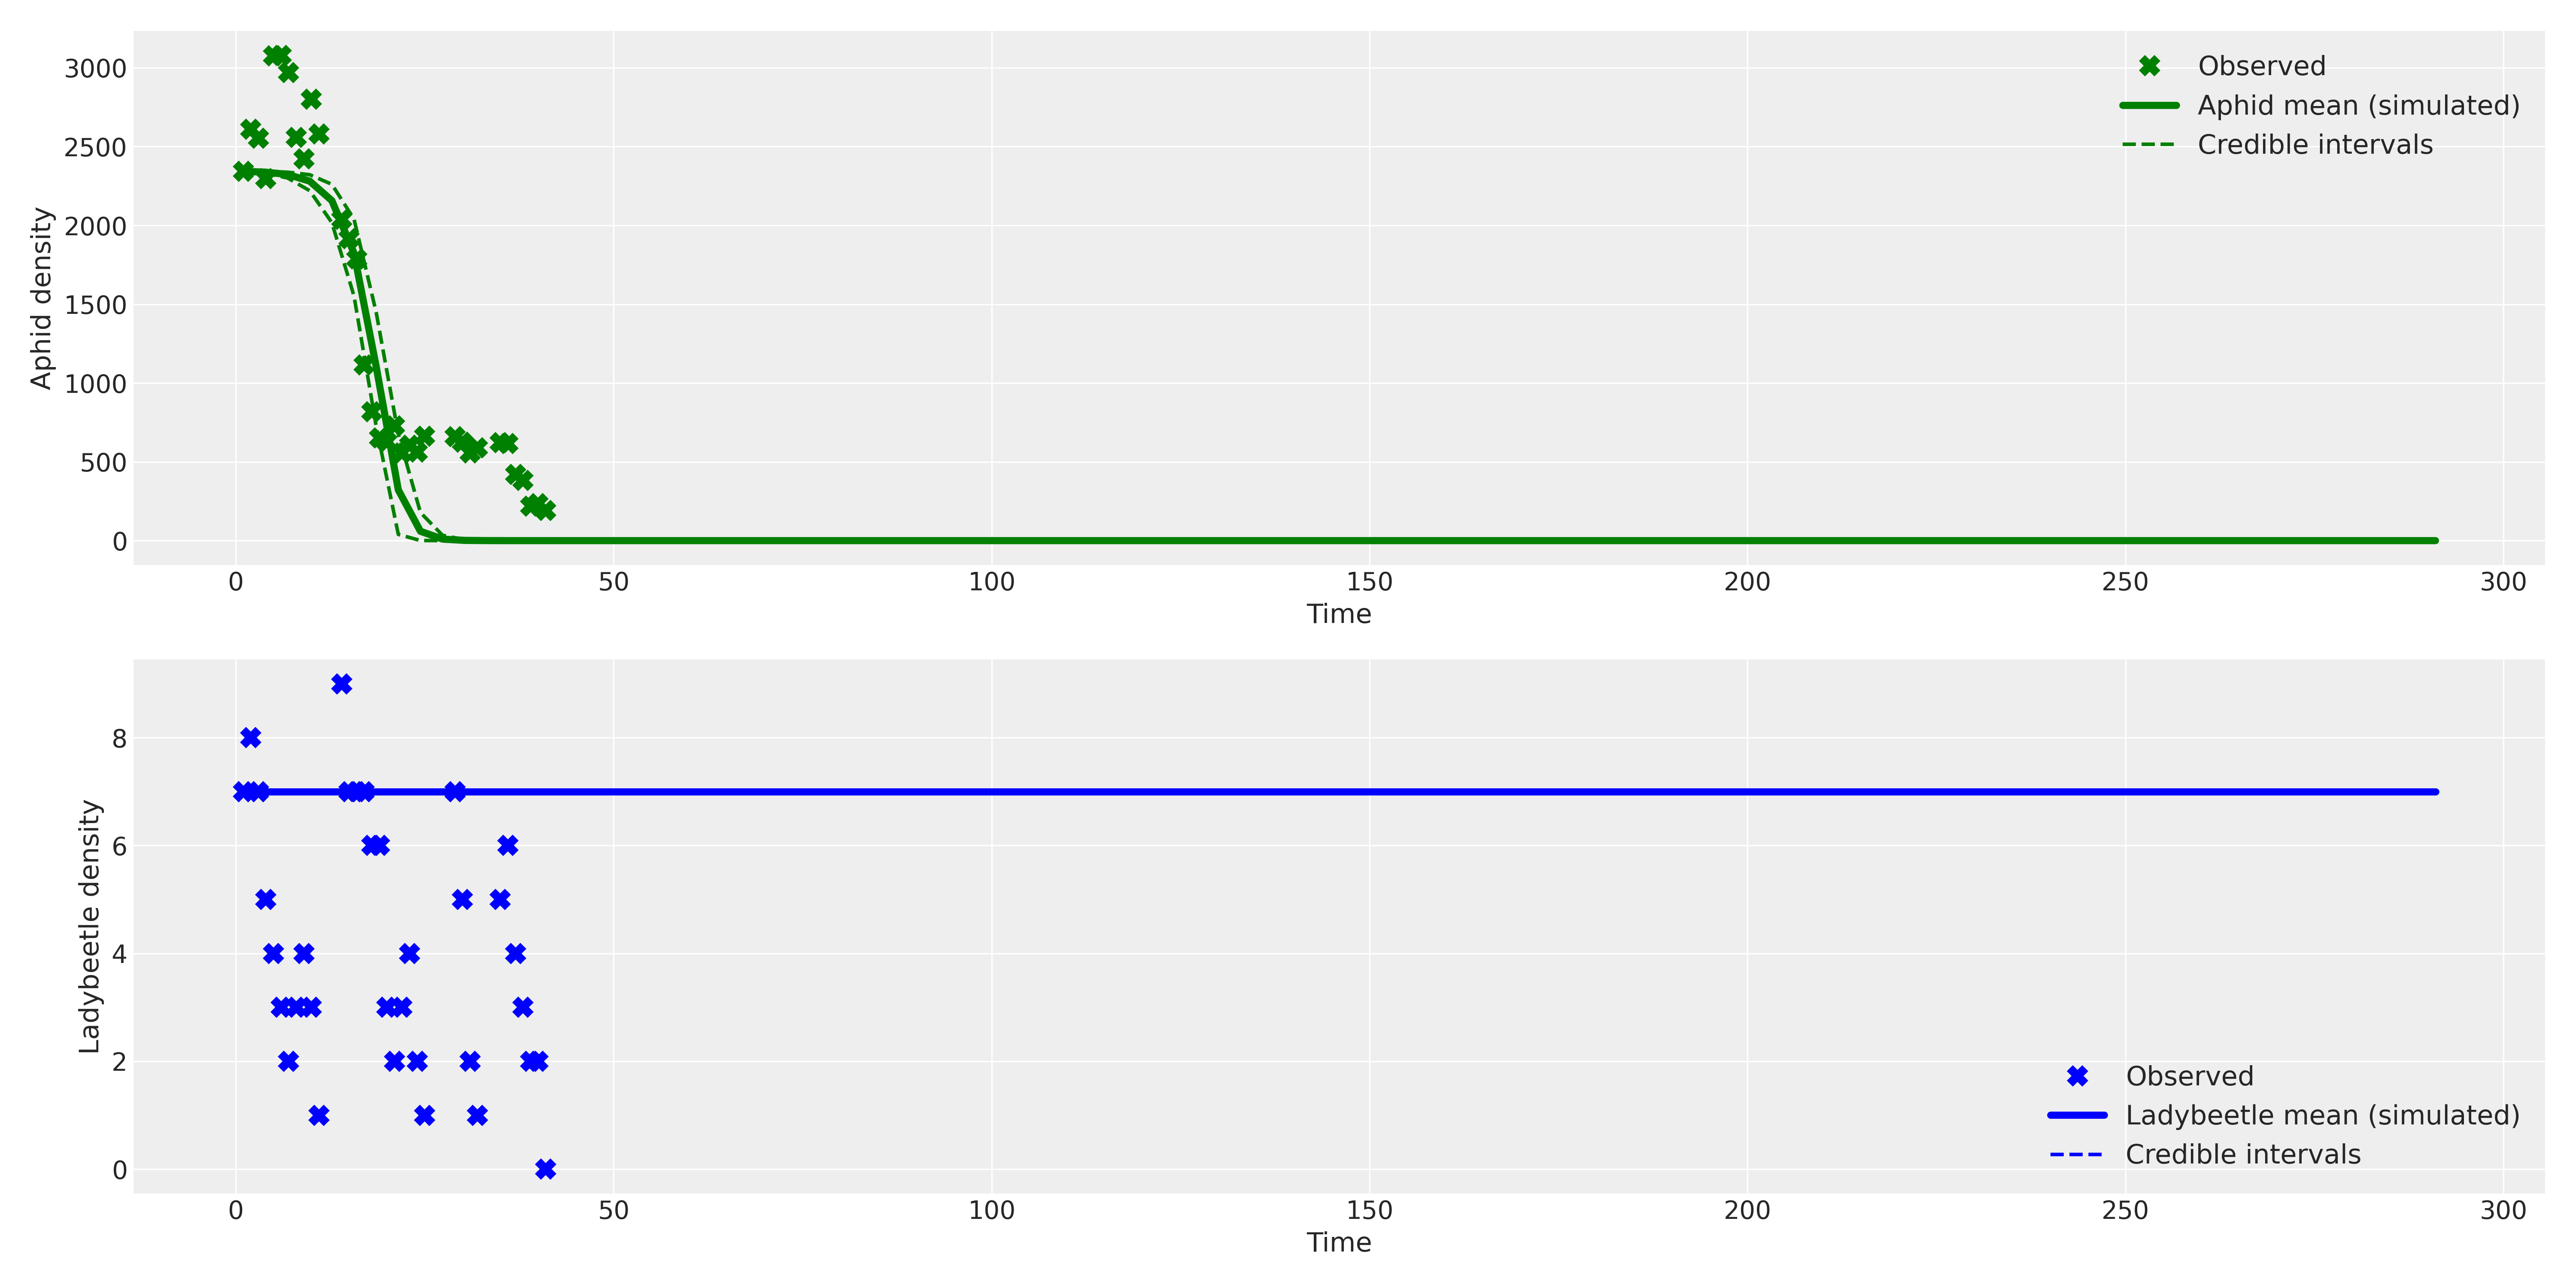 3000
2500
2000
1500
1000
500
0
Aphid density
Observed
Aphid mean (simulated)
Credible intervals
0 50 100 150 200 250 300
Time
8
6
4
2
0
Ladybeetle density
Observed
Ladybeetle mean (simulated)
Credible intervals
0 50 100 150 200 250 300
Time